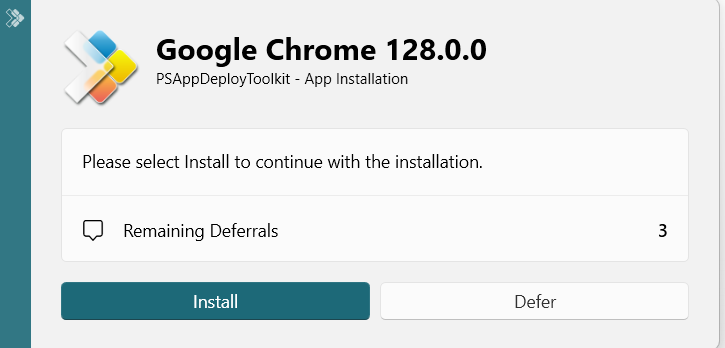 Google Chrome 128.0.0
PSAppDeployToolkit - App Installation
Please select Install to continue with the installation.
Remaining Deferrals 3
Install Defer